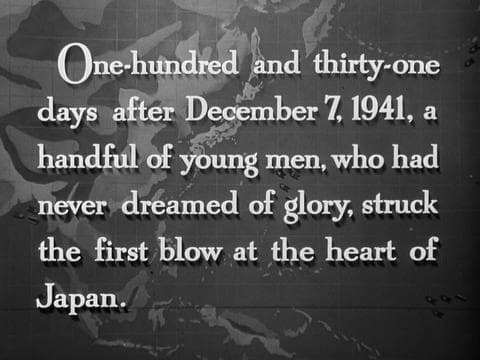 One-hundred and thirty-one
days after December 7, 1941, a
handful of young men, who had
never dreamed of glory, struck
the first blow at the heart of
Japan.